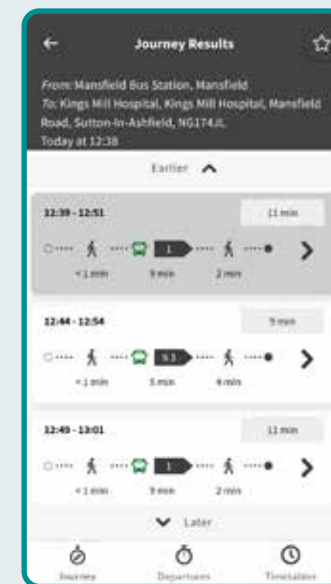 Journey Results
From: Mansfield Bus Station, Mansfield
To: Kings Mill Hospital, Kings Mill Hospital, Mansfield
Road, Sutton-In-Ashfield, NG174JL
Today at 12:38
Earlier
12:39 - 12:51 11 min
1
<1 min 9 min 2 min
12:44 - 12:54 9 min
9.3
<1 min 5 min 4 min
12:49 - 13:01 11 min
1
<1 min 9 min 2 min
Later
Journey Departures Timetables